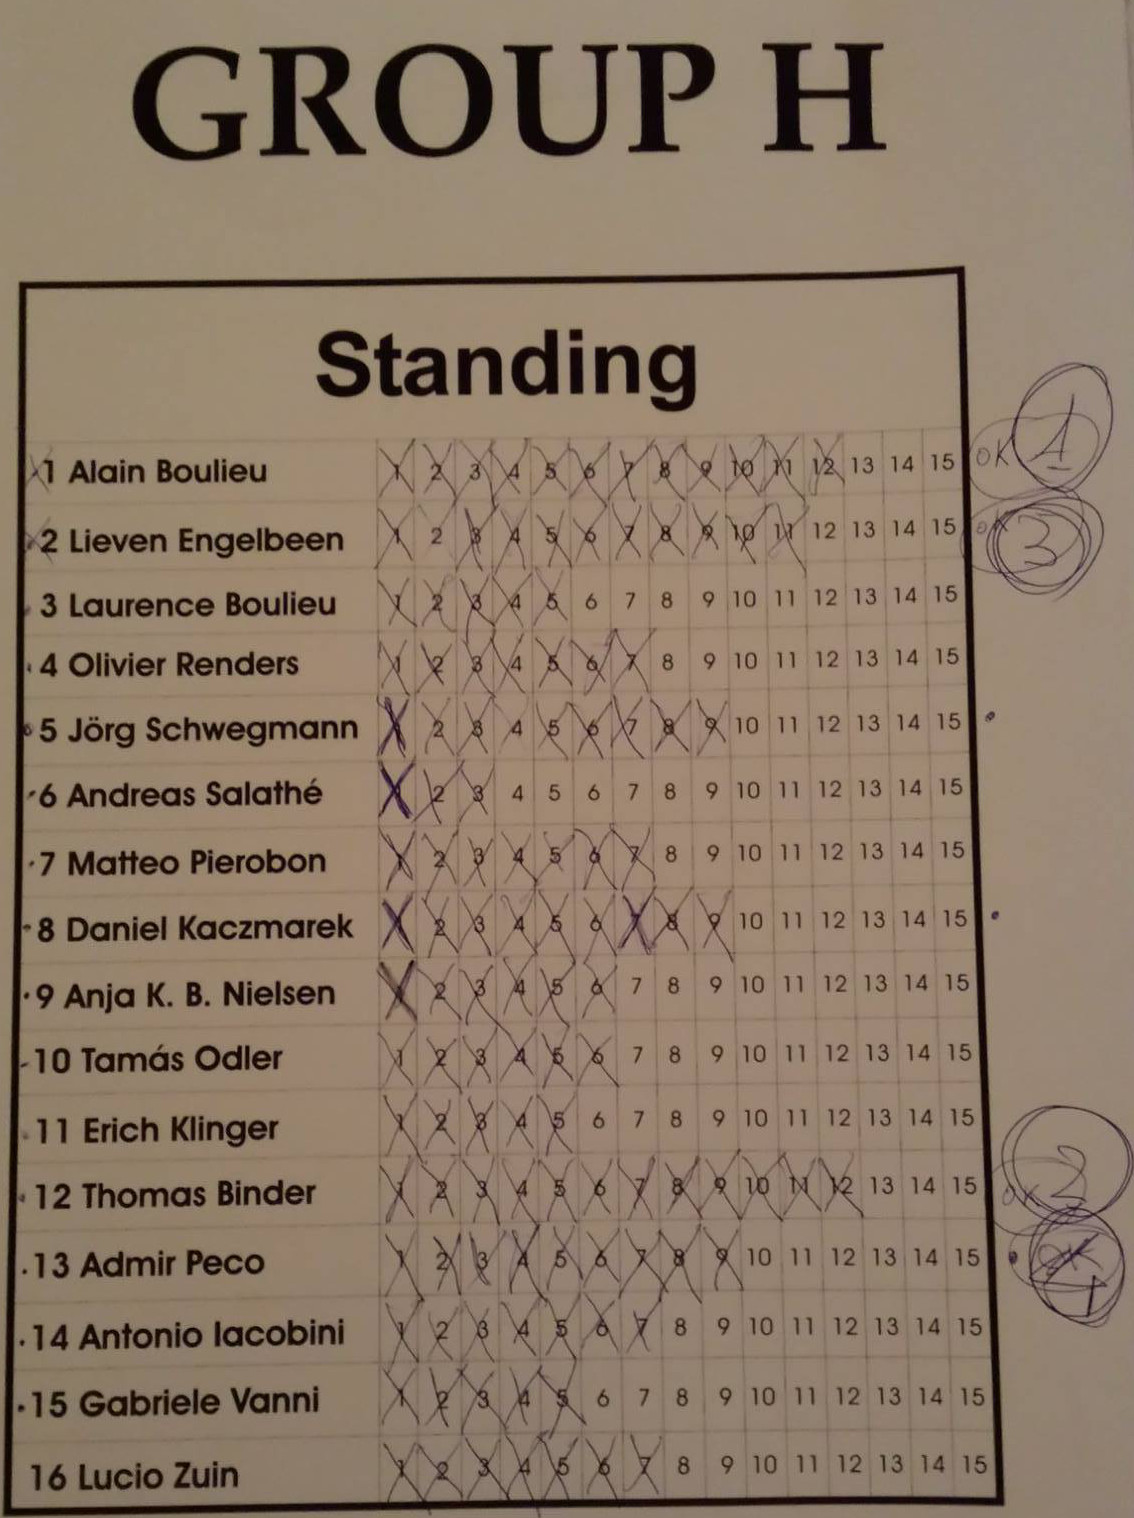 GROUP H
Standing
1 Alain Boulieu 1 2 3 4 5 6 7 8 9 10 11 12 13 14 15 OK 1
2 Lieven Engelbeen 1 2 3 4 5 6 7 8 9 10 11 12 13 14 15 OK 3
3 Laurence Boulieu 1 2 3 4 5 6 7 8 9 10 11 12 13 14 15
4 Olivier Renders 1 2 3 4 5 6 7 8 9 10 11 12 13 14 15
5 Jörg Schwegmann 1 2 3 4 5 6 7 8 9 10 11 12 13 14 15
6 Andreas Salathé 1 2 3 4 5 6 7 8 9 10 11 12 13 14 15
7 Matteo Pierobon 1 2 3 4 5 6 7 8 9 10 11 12 13 14 15
8 Daniel Kaczmarek 1 2 3 4 5 6 7 8 9 10 11 12 13 14 15
9 Anja K. B. Nielsen 1 2 3 4 5 6 7 8 9 10 11 12 13 14 15
10 Tamás Odler 1 2 3 4 5 6 7 8 9 10 11 12 13 14 15
11 Erich Klinger 1 2 3 4 5 6 7 8 9 10 11 12 13 14 15
12 Thomas Binder 1 2 3 4 5 6 7 8 9 10 11 12 13 14 15 OK 2
13 Admir Peco 1 2 3 4 5 6 7 8 9 10 11 12 13 14 15 OK
14 Antonio Iacobini 1 2 3 4 5 6 7 8 9 10 11 12 13 14 15
15 Gabriele Vanni 1 2 3 4 5 6 7 8 9 10 11 12 13 14 15
16 Lucio Zuin 1 2 3 4 5 6 7 8 9 10 11 12 13 14 15